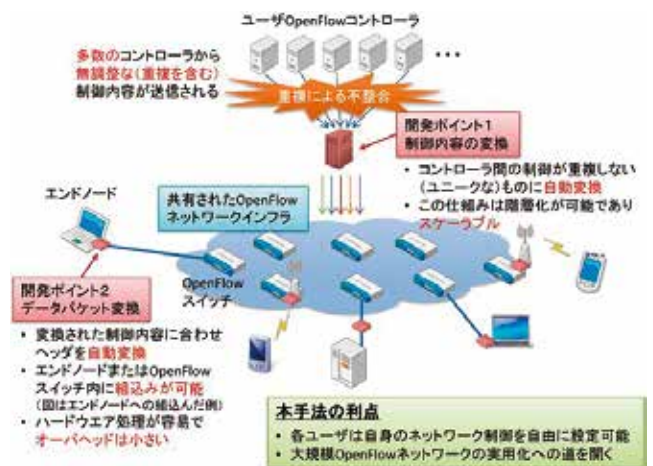 ユーザOpenFlowコントローラ
多数のコントローラから
無調整な(重複を含む)
制御内容が送信される
・・・
重複による不整合
開発ポイント1
制御内容の変換
• コントローラ間の制御が重複しない
(ユニークな)ものに自動変換
• この仕組みは階層化が可能であり
スケーラブル
エンドノード
共有されたOpenFlow
ネットワークインフラ
OpenFlow
スイッチ
開発ポイント2
データパケット変換
• 変換された制御内容に合わせ
ヘッダを自動変換
• エンドノードまたはOpenFlow
スイッチ内に組込みが可能
(図はエンドノードへの組込んだ例)
• ハードウエア処理が容易で
オーバヘッドは小さい
本手法の利点
• 各ユーザは自身のネットワーク制御を自由に設定可能
• 大規模OpenFlowネットワークの実用化への道を開く